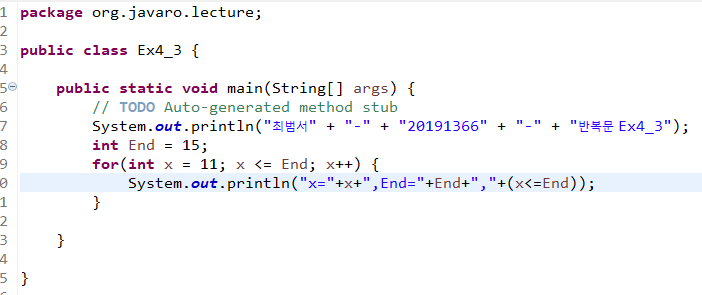 1 package org.javaro.lecture;
2
3 public class Ex4_3 {
4
5 public static void main(String[] args) {
6 // TODO Auto-generated method stub
7 System.out.println("최범서" + "-" + "20191366" + "-" + "반복문 Ex4_3");
8 int End = 15;
9 for(int x = 11; x <= End; x++) {
0 System.out.println("x="+x+",End="+End+","+(x<=End));
1 }
2
3 }
4
5 }